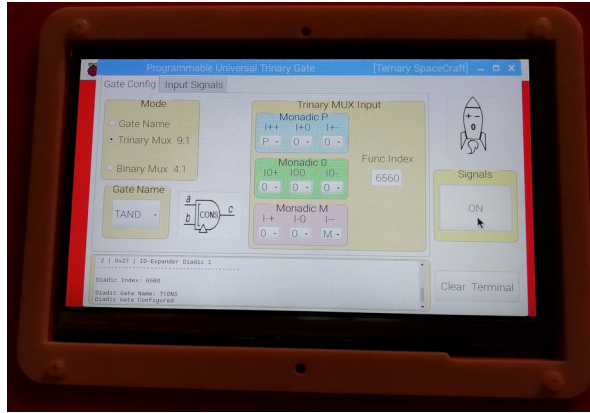 Programmable Universal Trinary Gate [Ternary SpaceCraft]
Gate Config Input Signals
Mode
Gate Name
Trinary Mux 9:1
Binary Mux 4:1
Gate Name
TAND
a
b
CONS
c
Trinary MUX Input
Monadic P
I++ I+0 I+-
P 0 0
Monadic 0
I0+ I00 I0-
0 0 0
Monadic M
I-+ I-0 I--
0 0 M
Func.Index
6560
+ -
0
Signals
ON
Clear Terminal
2 | 0x27 | IO-Expander Diadic 1
----------------------------------------
Diadic Index: 6560
Diadic Gate Name: TCONS
Diadic Gate Configured